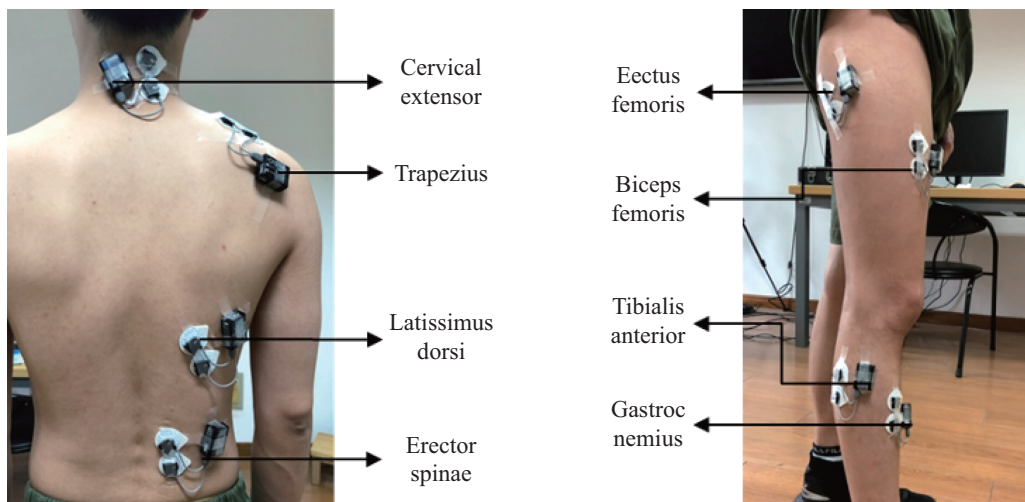 Cervical
extensor
Trapezius
Latissimus
dorsi
Erector
spinae
Eectus
femoris
Biceps
femoris
Tibialis
anterior
Gastroc
nemius